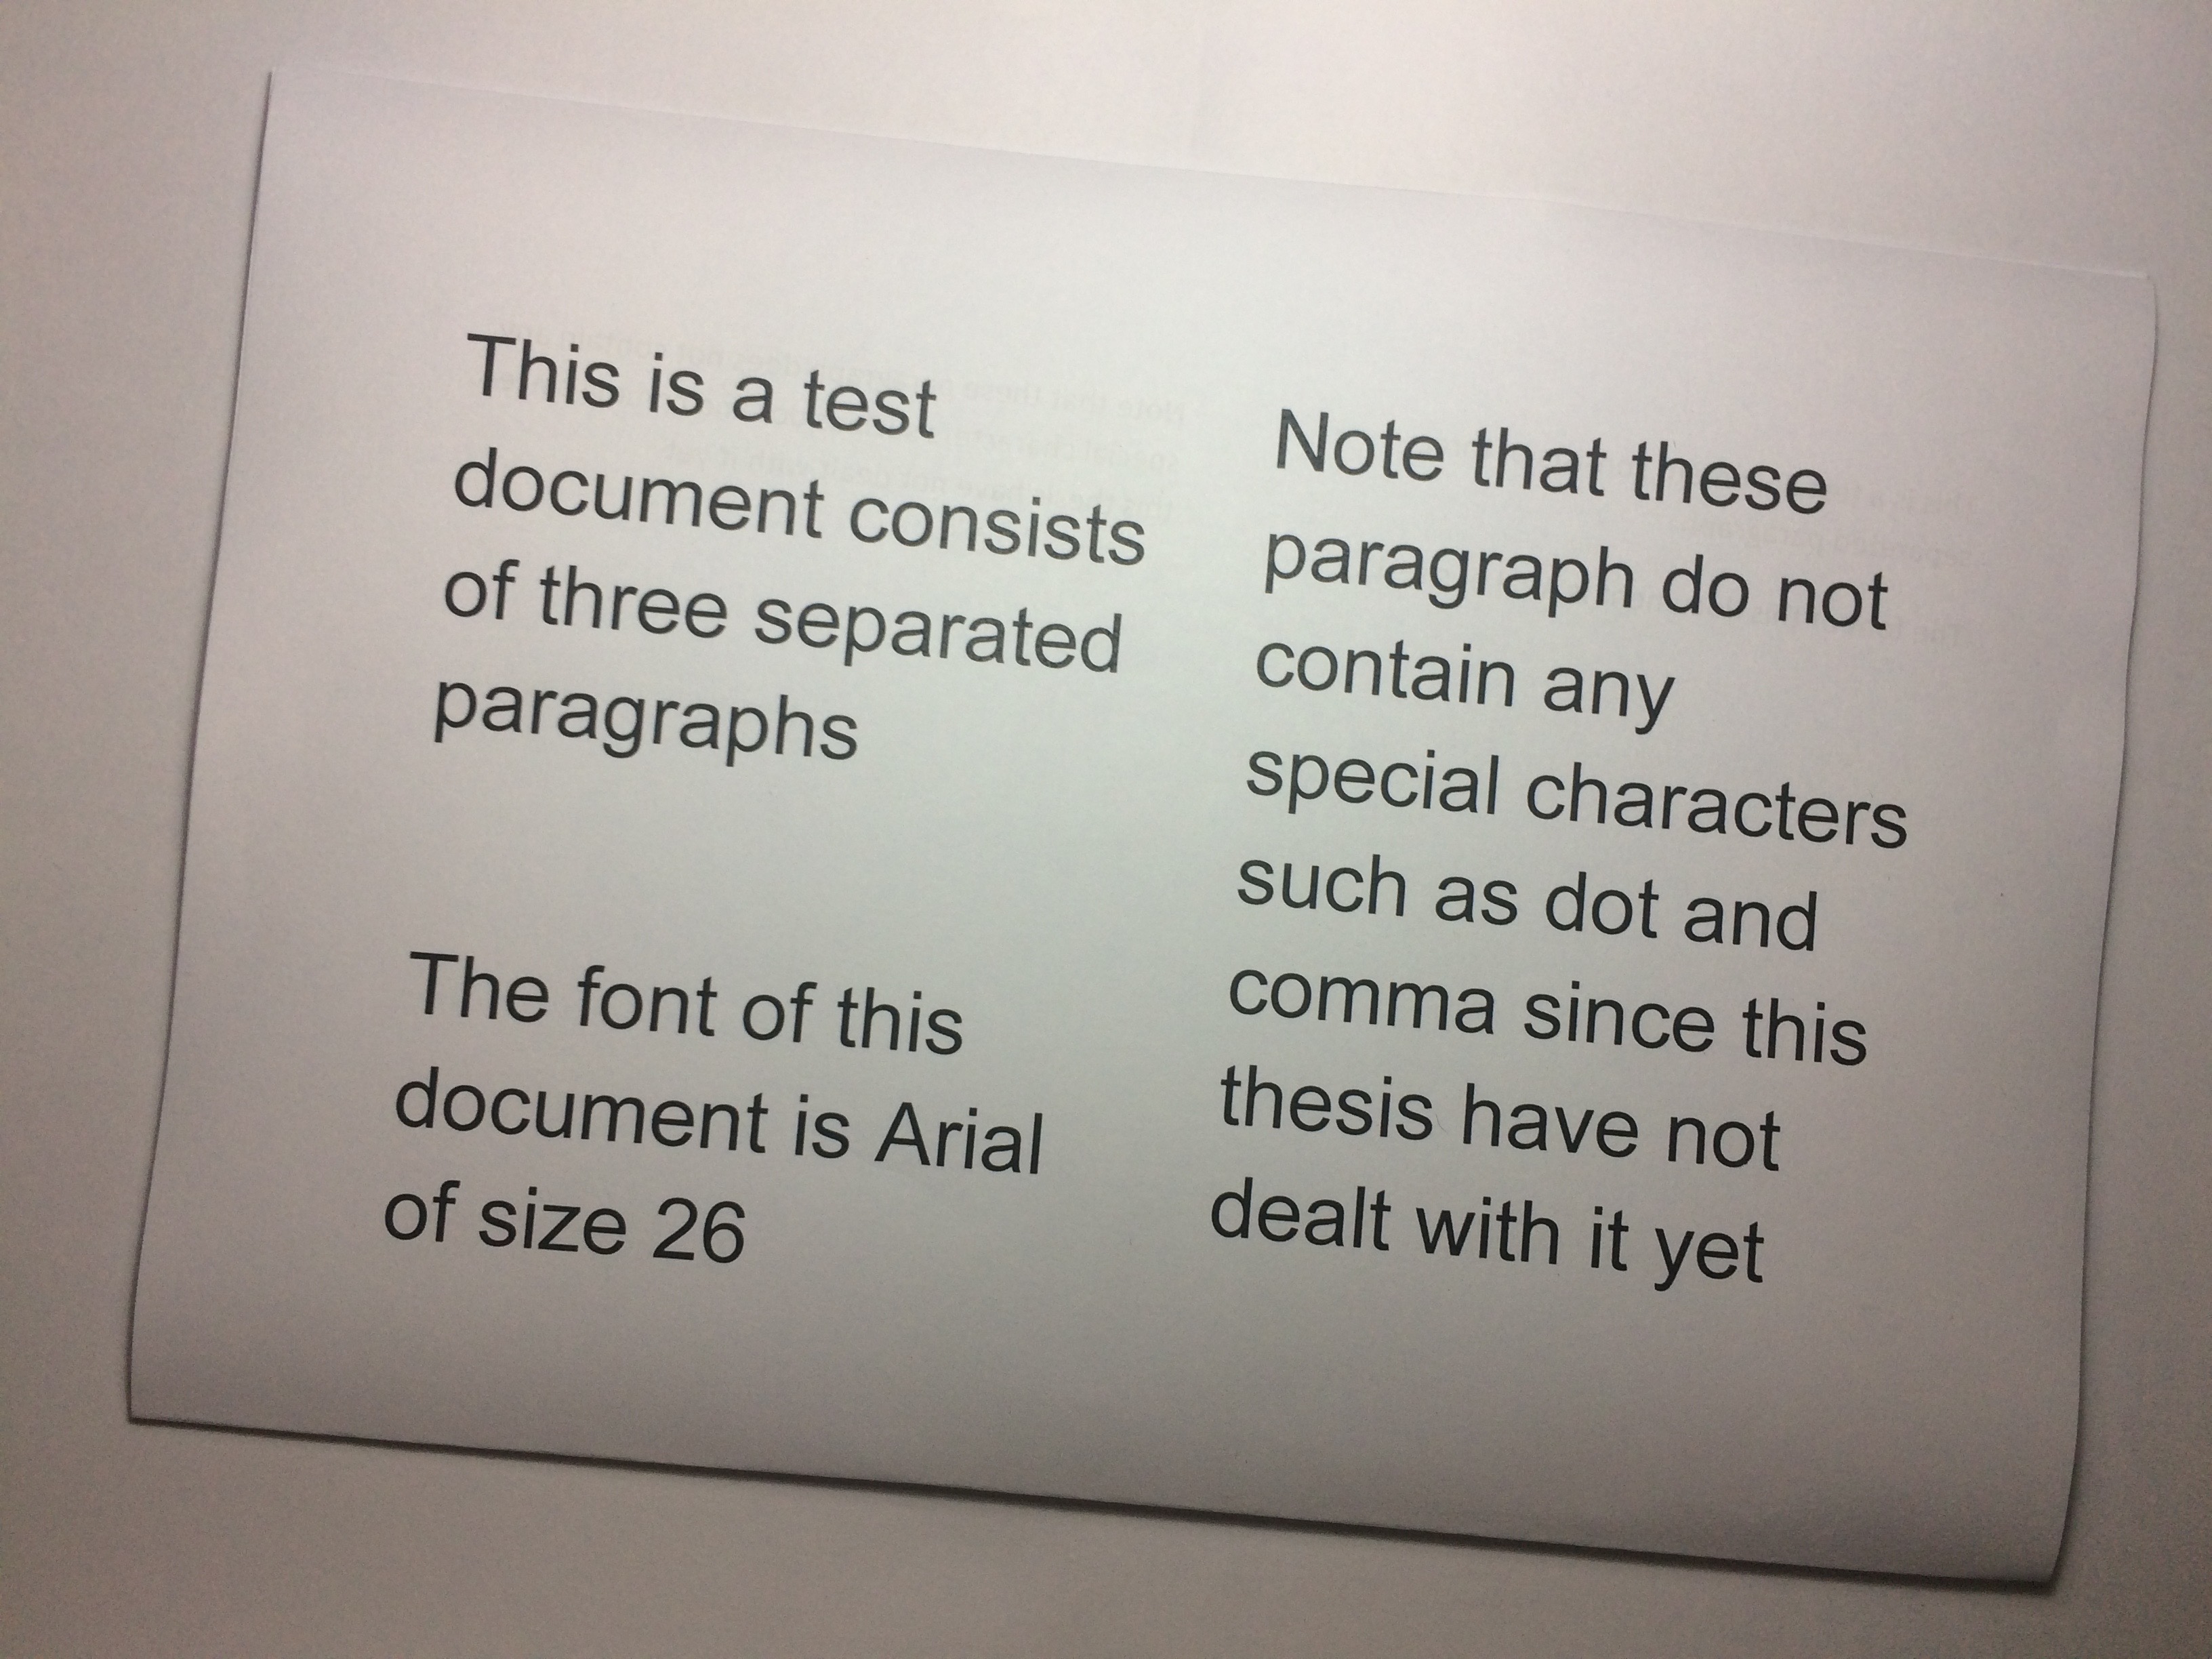 This is a test
document consists
of three separated
paragraphs
The font of this
document is Arial
of size 26
Note that these
paragraph do not
contain any
special characters
such as dot and
comma since this
thesis have not
dealt with it yet